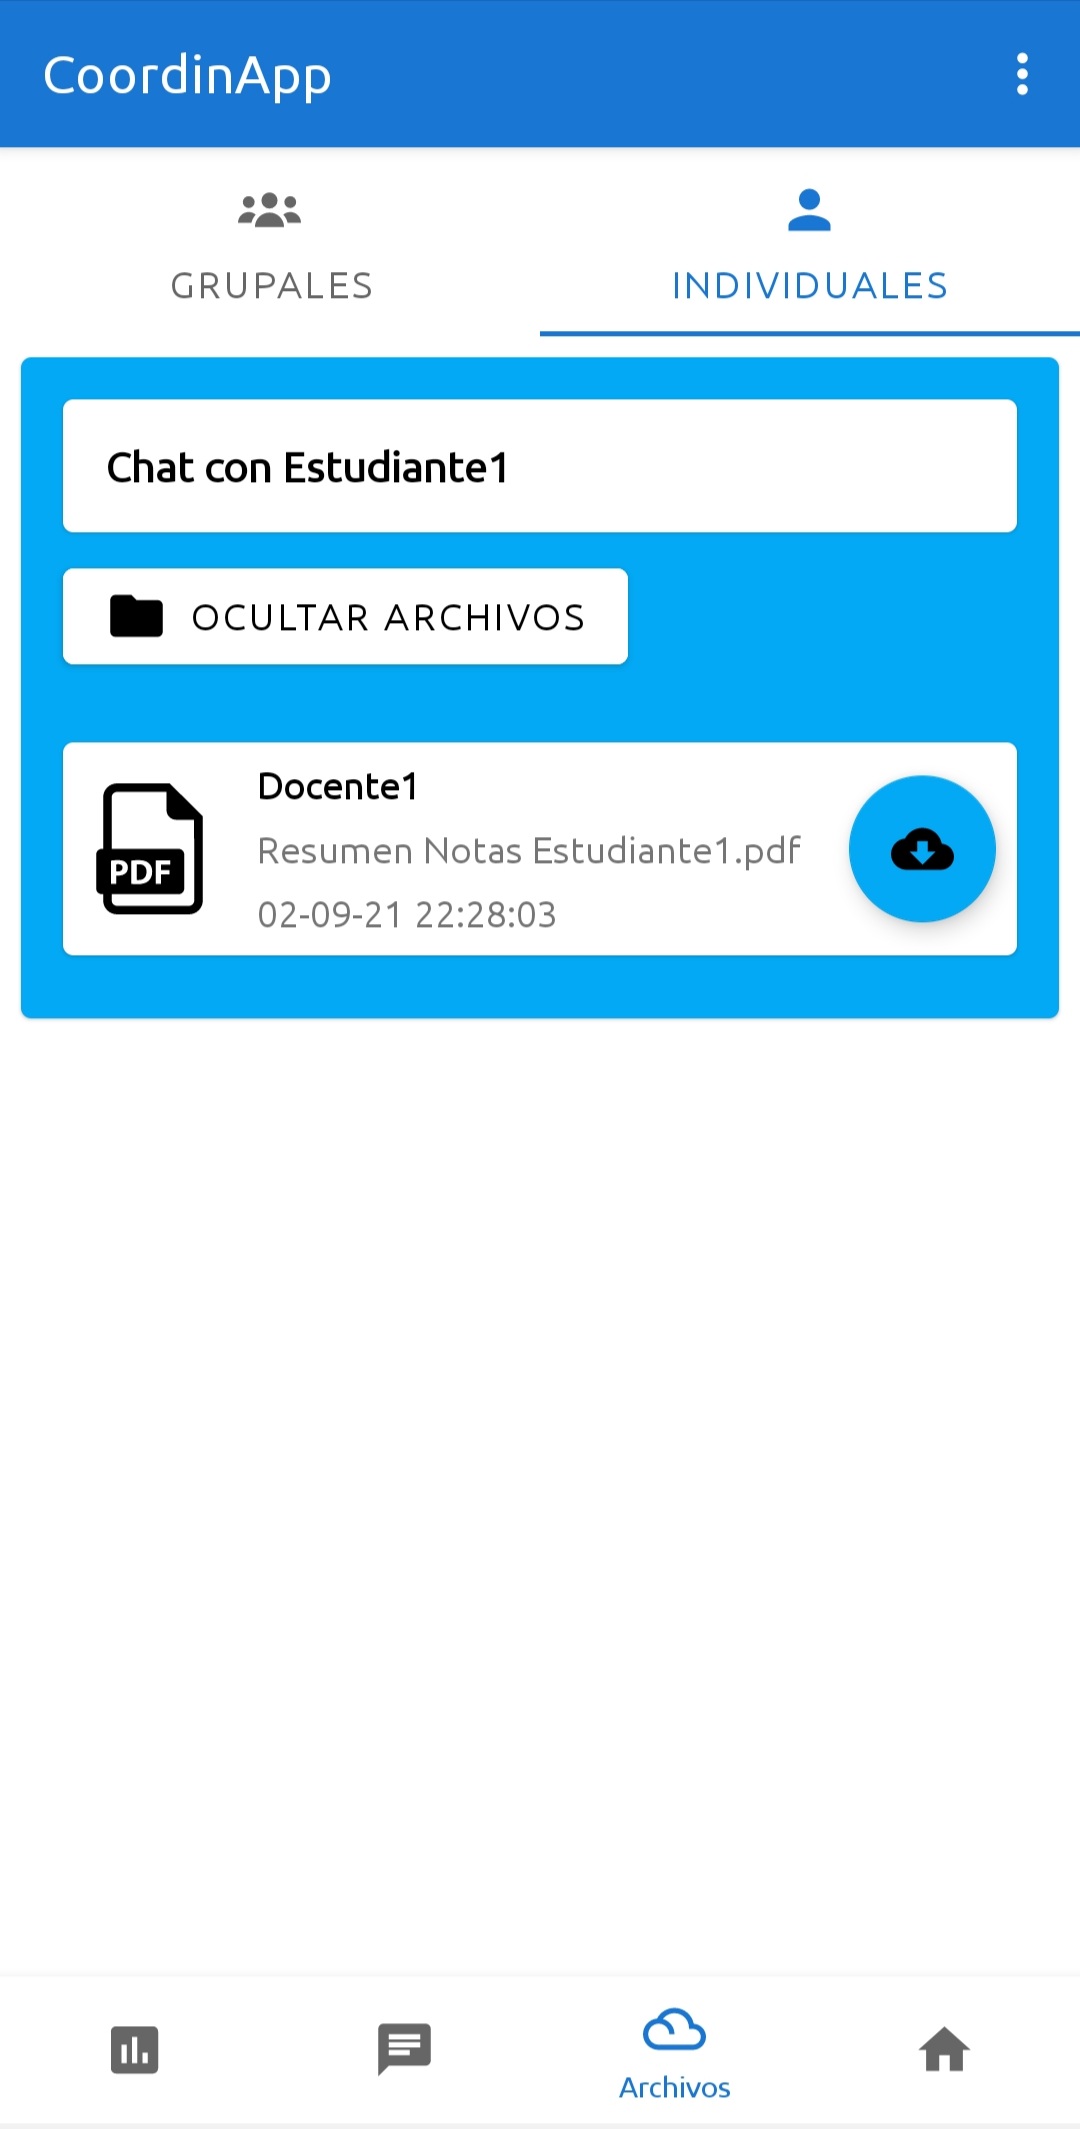 CoordinApp
GRUPALES
INDIVIDUALES
Chat con Estudiante1
OCULTAR ARCHIVOS
PDF
Docente1
Resumen Notas Estudiante1.pdf
02-09-21 22:28:03
Archivos